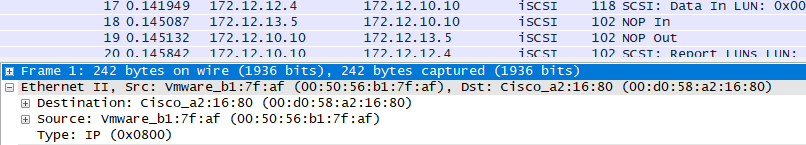 17 0.141949 172.12.12.4 172.12.10.10 iSCSI 118 SCSI: Data In LUN: 0x00
18 0.145087 172.12.13.5 172.12.10.10 iSCSI 102 NOP In
19 0.145132 172.12.10.10 172.12.13.5 iSCSI 102 NOP Out
20 0.145842 172.12.10.10 172.12.12.4 iSCSI 102 SCSI: Report LUNs LUN:
Frame 1: 242 bytes on wire (1936 bits), 242 bytes captured (1936 bits)
Ethernet II, Src: Vmware_b1:7f:af (00:50:56:b1:7f:af), Dst: Cisco_a2:16:80 (00:d0:58:a2:16:80)
Destination: Cisco_a2:16:80 (00:d0:58:a2:16:80)
Source: Vmware_b1:7f:af (00:50:56:b1:7f:af)
Type: IP (0x0800)